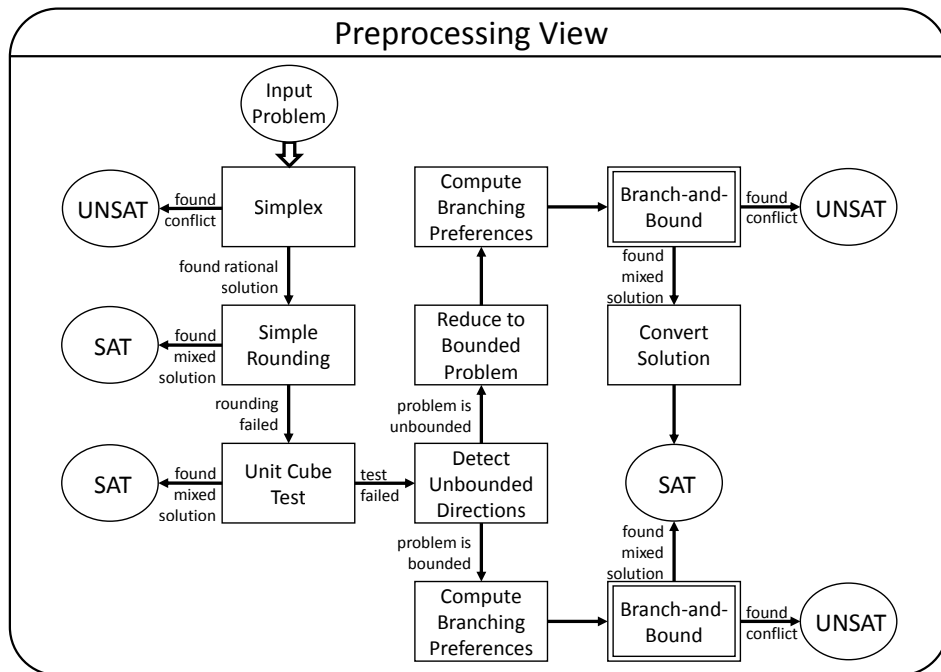 Preprocessing View
Input
Problem
UNSAT
found
conflict
Simplex
found rational
solution
SAT
found
mixed
solution
Simple
Rounding
rounding
failed
SAT
found
mixed
solution
Unit Cube
Test
test
failed
Detect
Unbounded
Directions
problem is
unbounded
Reduce to
Bounded
Problem
Compute
Branching
Preferences
Branch-and-
Bound
found
conflict
UNSAT
found
mixed
solution
Convert
Solution
SAT
problem is
bounded
Compute
Branching
Preferences
Branch-and-
Bound
found
mixed
solution
found
conflict
UNSAT